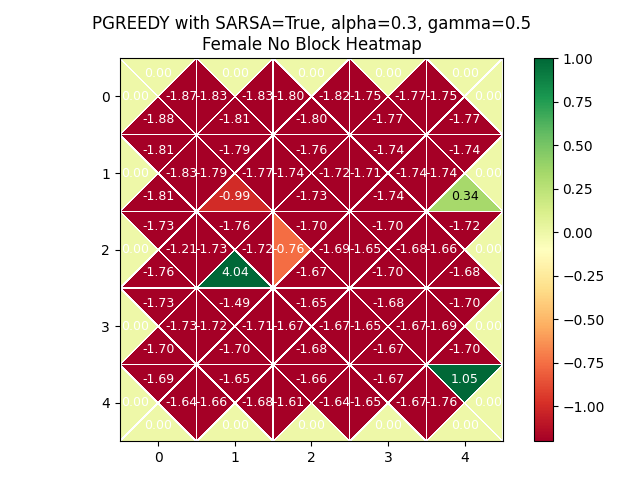 PGREEDY with SARSA=True, alpha=0.3, gamma=0.5
Female No Block Heatmap
0.00 0.00 0.00 0.00 0.00
0 0.00 -1.87 -1.83 -1.83 -1.80 -1.82 -1.75 -1.77 -1.75 0.00
-1.88 -1.81 -1.80 -1.77 -1.77
-1.81 -1.79 -1.76 -1.74 -1.74
1 0.00 -1.83 -1.79 -1.77 -1.74 -1.72 -1.71 -1.74 -1.74 0.00
-1.81 -0.99 -1.73 -1.74 0.34
-1.73 -1.76 -1.70 -1.70 -1.72
2 0.00 -1.21 -1.73 -1.72 -0.76 -1.69 -1.65 -1.68 -1.66 0.00
-1.76 4.04 -1.67 -1.70 -1.68
-1.73 -1.49 -1.65 -1.68 -1.70
3 0.00 -1.73 -1.72 -1.71 -1.67 -1.67 -1.65 -1.67 -1.69 0.00
-1.70 -1.70 -1.68 -1.67 -1.70
-1.69 -1.65 -1.66 -1.67 1.05
4 0.00 -1.64 -1.66 -1.68 -1.61 -1.64 -1.65 -1.67 -1.76 0.00
0.00 0.00 0.00 0.00 0.00
0 1 2 3 4
1.00
0.75
0.50
0.25
0.00
−0.25
−0.50
−0.75
−1.00